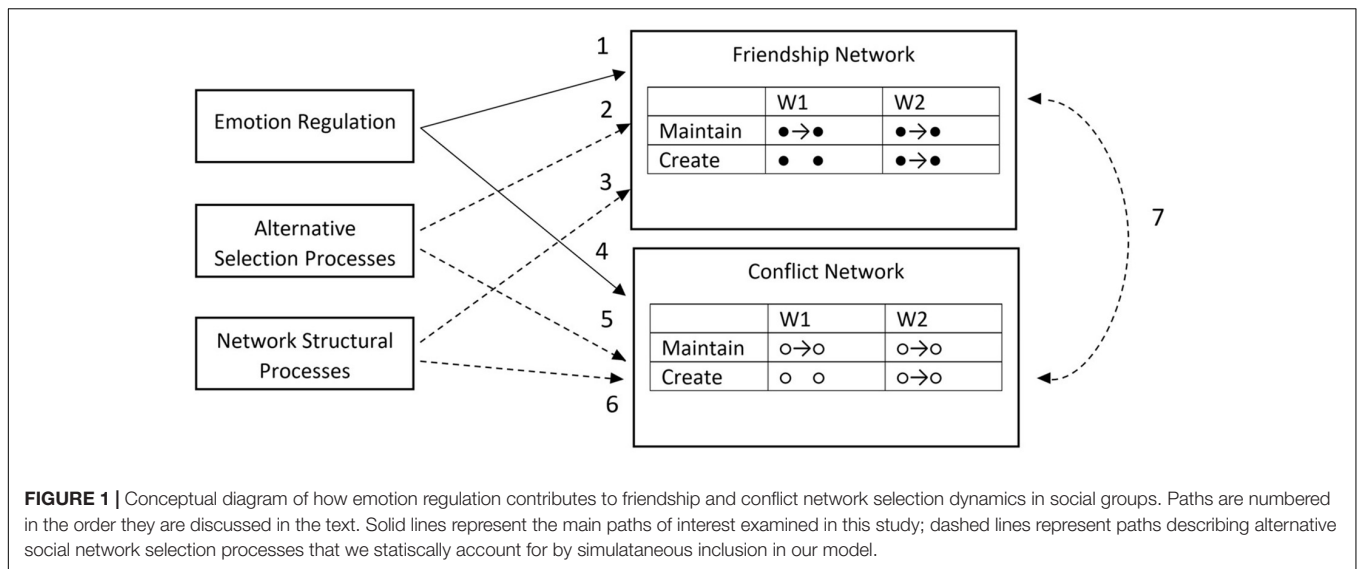 Emotion Regulation
Alternative
Selection Processes
Network Structural
Processes
1
2
3
4
5
6
Friendship Network
W1 W2
Maintain ●→● ●→●
Create ● ● ●→●
Conflict Network
W1 W2
Maintain ○→○ ○→○
Create ○ ○ ○→○
7
FIGURE 1 | Conceptual diagram of how emotion regulation contributes to friendship and conflict network selection dynamics in social groups. Paths are numbered
in the order they are discussed in the text. Solid lines represent the main paths of interest examined in this study; dashed lines represent paths describing alternative
social network selection processes that we statiscally account for by simulatneous inclusion in our model.